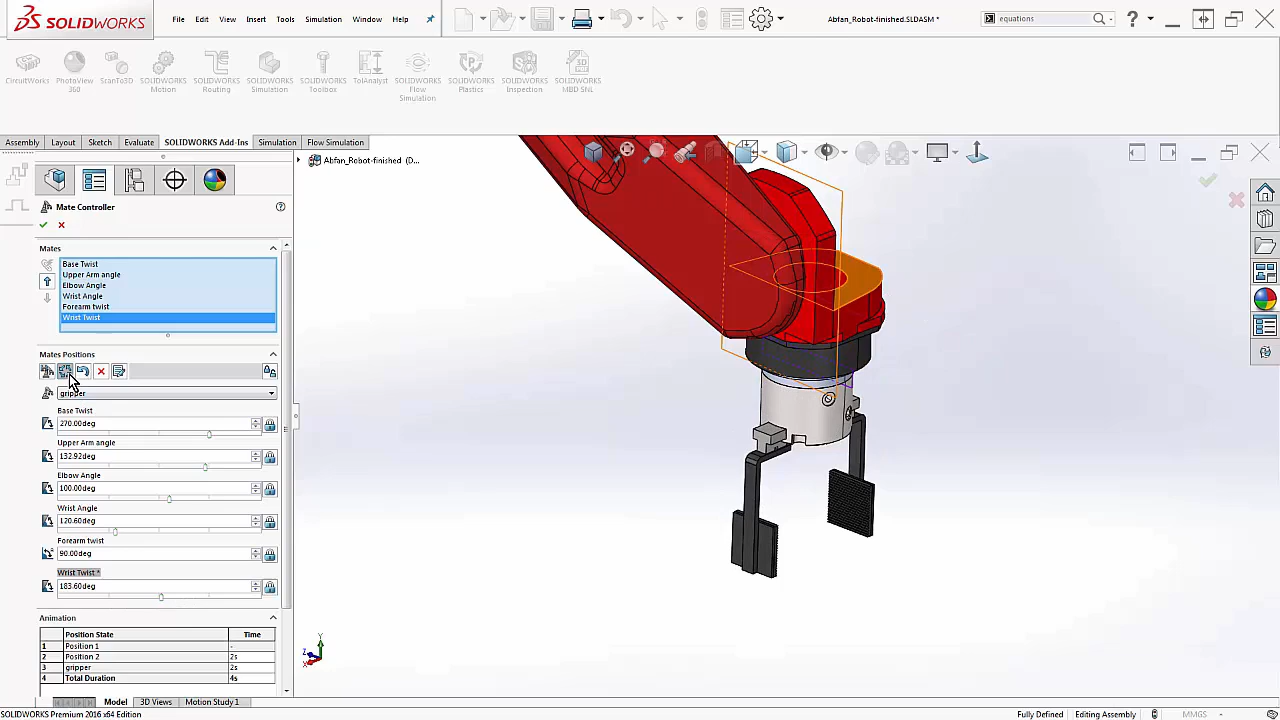 SOLIDWORKS
File Edit View Insert Tools Simulation Window Help
Abfan_Robot-finished.SLDASM *
equations
CircuitWorks
PhotoView 360
ScanTo3D
SOLIDWORKS Motion
SOLIDWORKS Routing
SOLIDWORKS Simulation
SOLIDWORKS Toolbox
TolAnalyst
SOLIDWORKS Flow Simulation
SOLIDWORKS Plastics
SOLIDWORKS Inspection
SOLIDWORKS MBD SNL
Assembly Layout Sketch Evaluate SOLIDWORKS Add-Ins Simulation Flow Simulation
Abfan_Robot-finished (D...
Mate Controller
Mates
Base Twist
Upper Arm angle
Elbow Angle
Wrist Angle
Forearm twist
Wrist Twist
Mates Positions
gripper
Base Twist
270.00deg
Upper Arm angle
132.92deg
Elbow Angle
100.00deg
Wrist Angle
120.60deg
Forearm twist
90.00deg
Wrist Twist *
183.60deg
Animation
Position State Time
1 Position 1 -
2 Position 2 2s
3 gripper 2s
4 Total Duration 4s
Y
Z
X
Model 3D Views Motion Study 1
SOLIDWORKS Premium 2016 x64 Edition
Fully Defined Editing Assembly MMGS